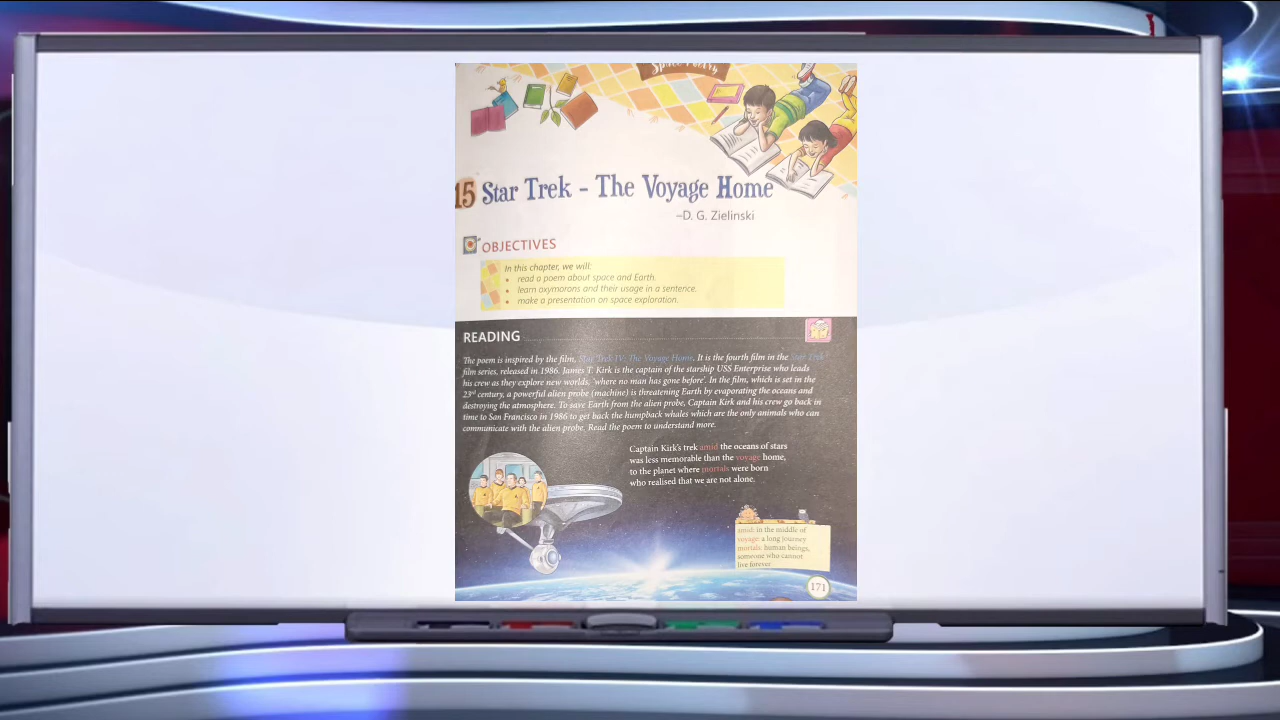 Space Poetry
15 Star Trek – The Voyage Home
–D. G. Zielinski
OBJECTIVES
In this chapter, we will:
• read a poem about space and Earth.
• learn oxymorons and their usage in a sentence.
• make a presentation on space exploration.
READING
The poem is inspired by the film, Star Trek IV: The Voyage Home. It is the fourth film in the Star Trek
film series, released in 1986. James T. Kirk is the captain of the starship USS Enterprise who leads
his crew as they explore new worlds, 'where no man has gone before'. In the film, which is set in the
23rd century, a powerful alien probe (machine) is threatening Earth by evaporating the oceans and
destroying the atmosphere. To save Earth from the alien probe, Captain Kirk and his crew go back in
time to San Francisco in 1986 to get back the humpback whales which are the only animals who can
communicate with the alien probe. Read the poem to understand more.
Captain Kirk's trek amid the oceans of stars
was less memorable than the voyage home,
to the planet where mortals were born
who realised that we are not alone.
amid: in the middle of
voyage: a long journey
mortals: human beings,
someone who cannot
live forever
171